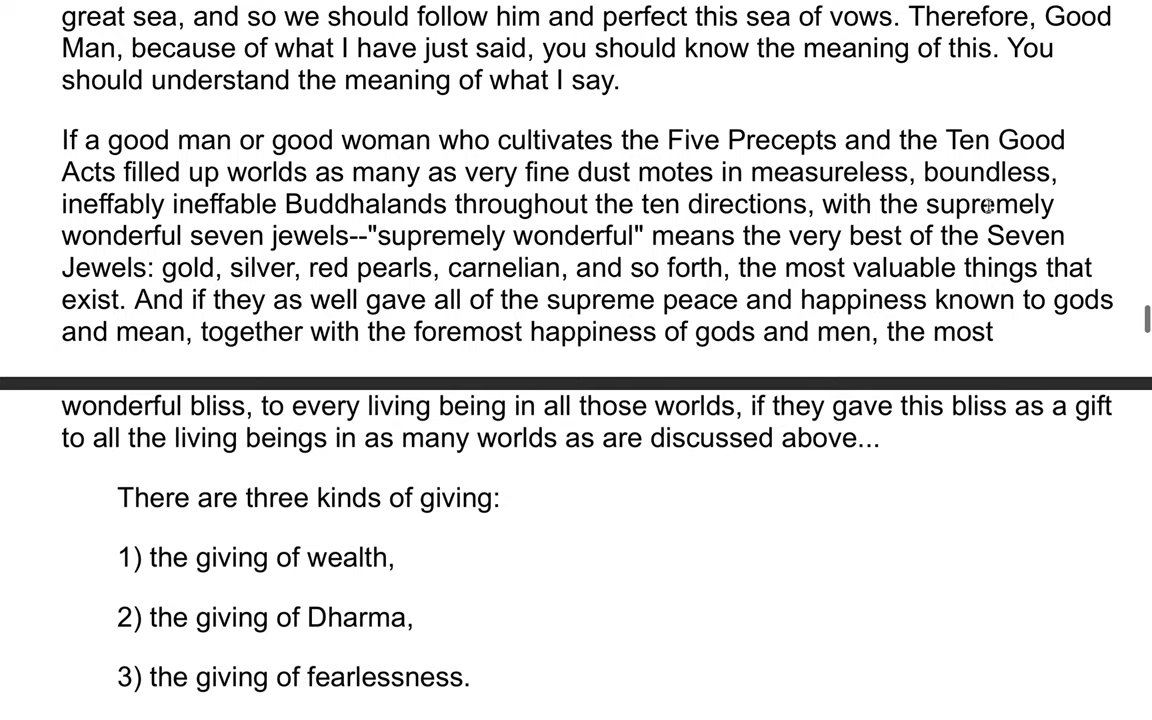 great sea, and so we should follow him and perfect this sea of vows. Therefore, Good
Man, because of what I have just said, you should know the meaning of this. You
should understand the meaning of what I say.
If a good man or good woman who cultivates the Five Precepts and the Ten Good
Acts filled up worlds as many as very fine dust motes in measureless, boundless,
ineffably ineffable Buddhalands throughout the ten directions, with the supremely
wonderful seven jewels--"supremely wonderful" means the very best of the Seven
Jewels: gold, silver, red pearls, carnelian, and so forth, the most valuable things that
exist. And if they as well gave all of the supreme peace and happiness known to gods
and mean, together with the foremost happiness of gods and men, the most
wonderful bliss, to every living being in all those worlds, if they gave this bliss as a gift
to all the living beings in as many worlds as are discussed above...
There are three kinds of giving:
1) the giving of wealth,
2) the giving of Dharma,
3) the giving of fearlessness.